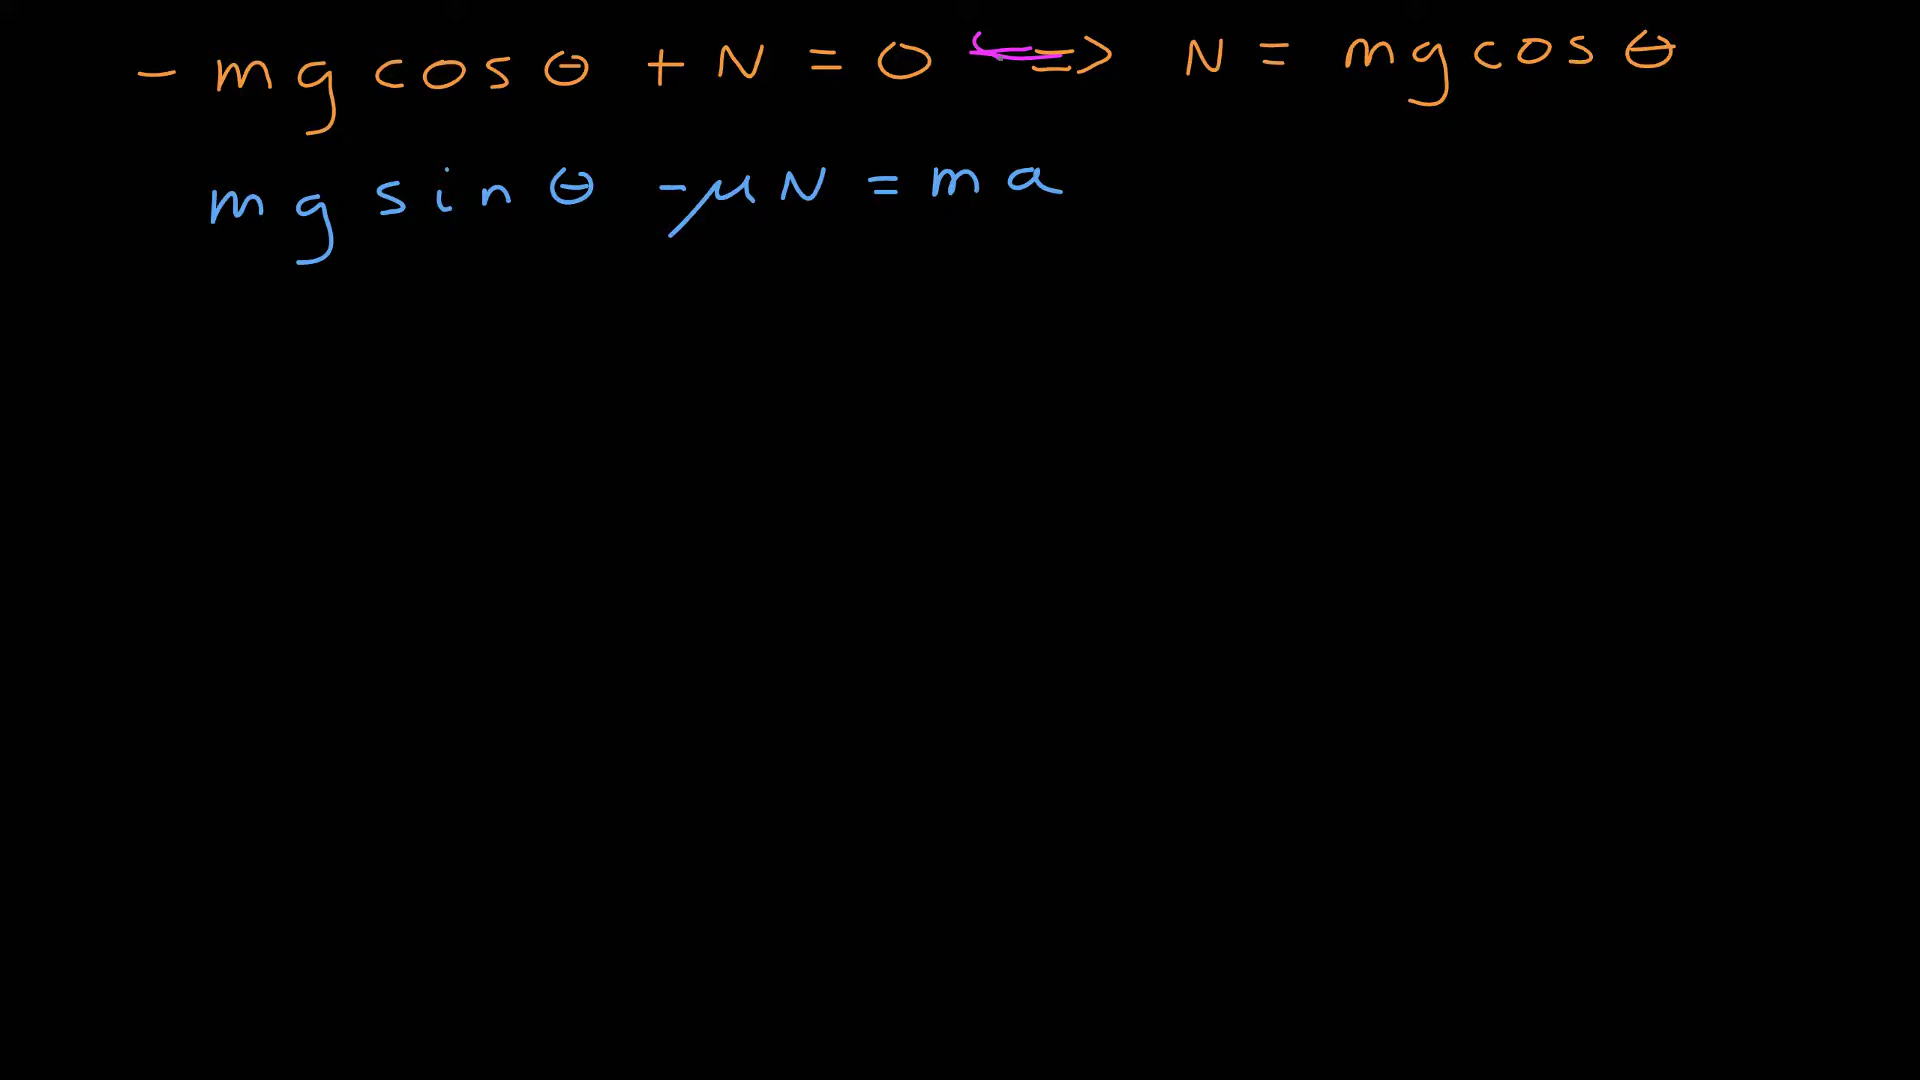 - mg cos θ + N = 0 <=> N = mg cos θ
mg sin θ - μN = ma